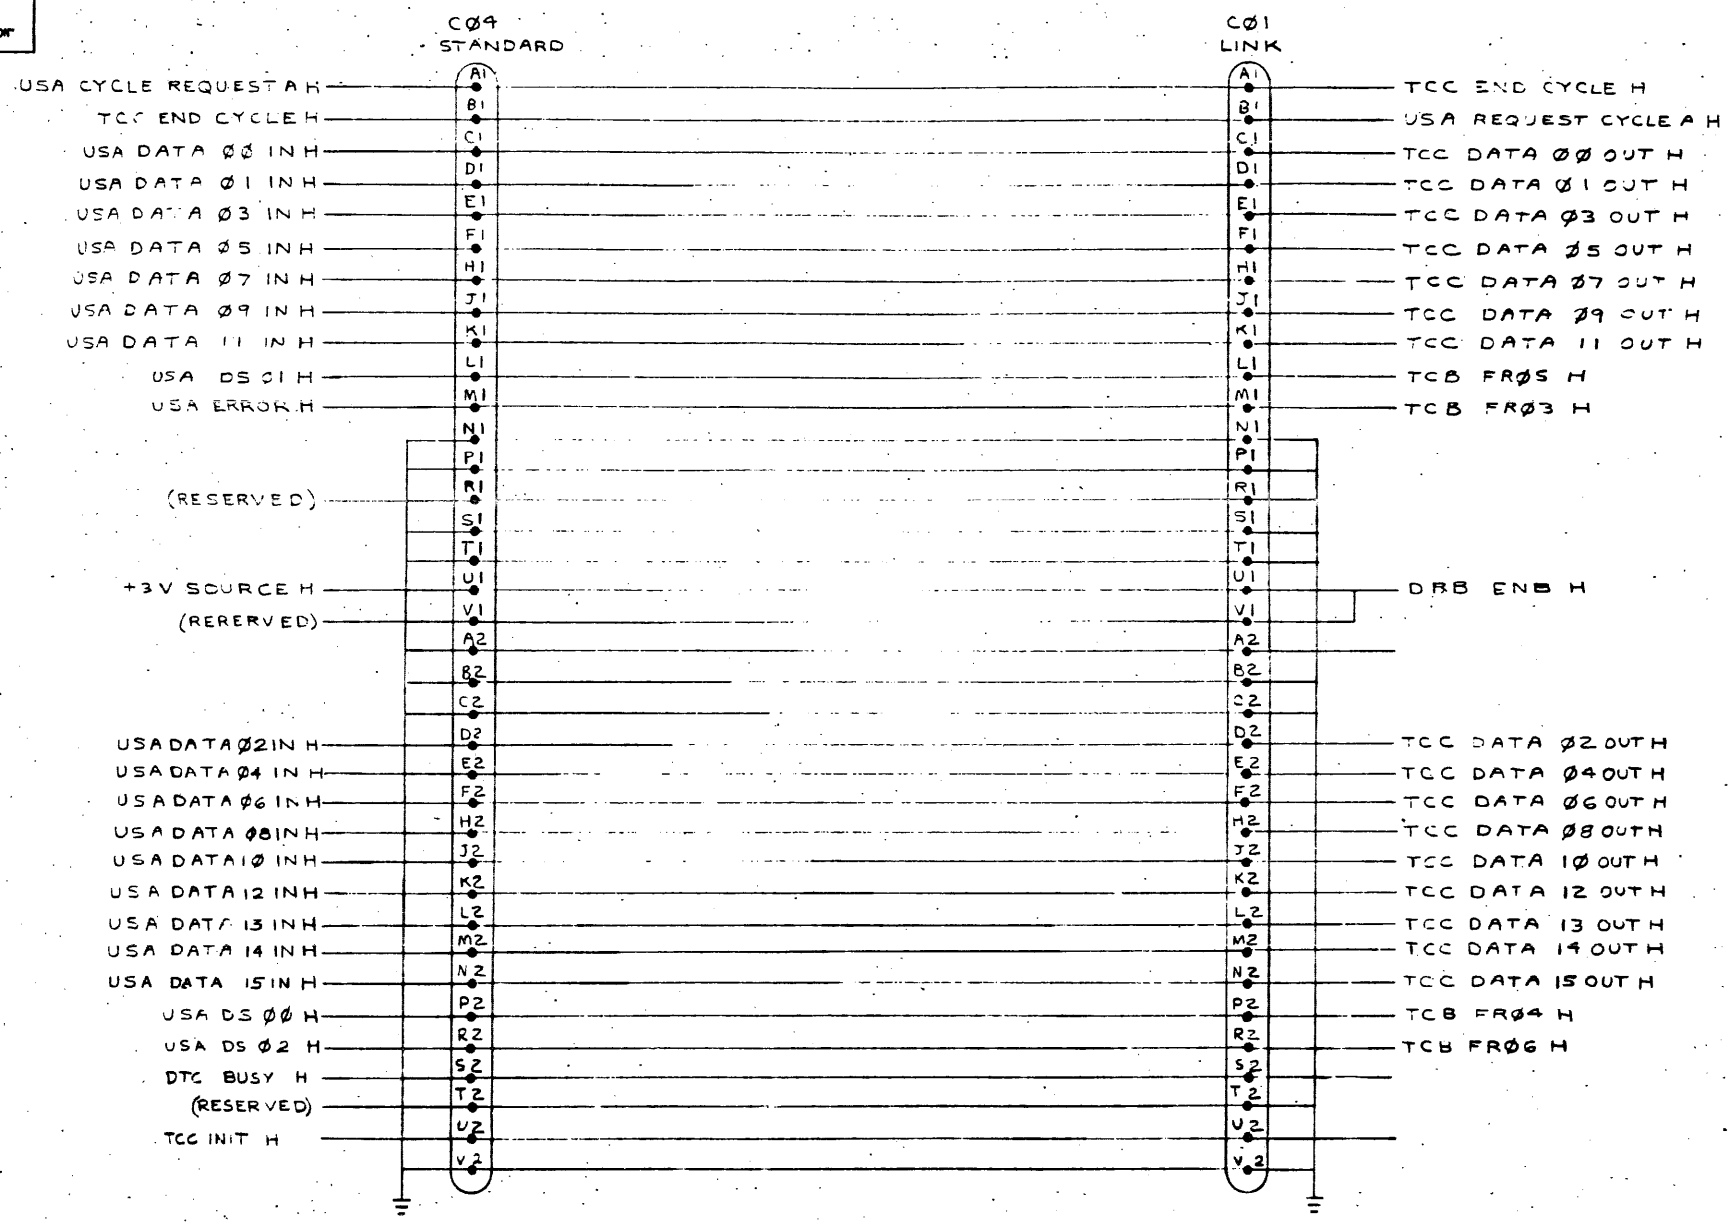 or
CØ4
STANDARD
CØ1
LINK
USA CYCLE REQUEST A H A1 A1 TCC END CYCLE H
TCC END CYCLE H B1 B1 USA REQUEST CYCLE A H
USA DATA ØØ IN H C1 C1 TCC DATA ØØ OUT H
USA DATA Ø1 IN H D1 D1 TCC DATA Ø1 OUT H
USA DATA Ø3 IN H E1 E1 TCC DATA Ø3 OUT H
USA DATA Ø5 IN H F1 F1 TCC DATA Ø5 OUT H
USA DATA Ø7 IN H H1 H1 TCC DATA Ø7 OUT H
USA DATA Ø9 IN H J1 J1 TCC DATA Ø9 OUT H
USA DATA 11 IN H K1 K1 TCC DATA 11 OUT H
USA DS Ø1 H L1 L1 TCB FRØ5 H
USA ERROR H M1 M1 TCB FRØ3 H
N1 N1
P1 P1
(RESERVED) R1 R1
S1 S1
T1 T1
+3V SOURCE H U1 U1 DRB ENB H
(RERERVED) V1 V1
A2 A2
B2 B2
C2 C2
USA DATA Ø2 IN H D2 D2 TCC DATA Ø2 OUT H
USA DATA Ø4 IN H E2 E2 TCC DATA Ø4 OUT H
USA DATA Ø6 IN H F2 F2 TCC DATA Ø6 OUT H
USA DATA Ø8 IN H H2 H2 TCC DATA Ø8 OUT H
USA DATA 1Ø IN H J2 J2 TCC DATA 1Ø OUT H
USA DATA 12 IN H K2 K2 TCC DATA 12 OUT H
USA DATA 13 IN H L2 L2 TCC DATA 13 OUT H
USA DATA 14 IN H M2 M2 TCC DATA 14 OUT H
USA DATA 15 IN H N2 N2 TCC DATA 15 OUT H
USA DS ØØ H P2 P2 TCB FRØ4 H
USA DS Ø2 H R2 R2 TCB FRØ6 H
DTC BUSY H S2 S2
(RESERVED) T2 T2
TCC INIT H U2 U2
V2 V2